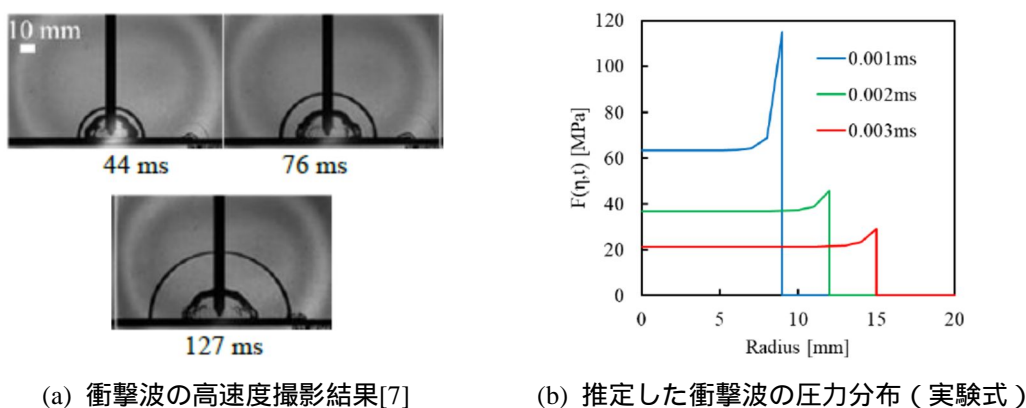 10 mm
44 ms
76 ms
127 ms
(a) 衝撃波の高速度撮影結果[7]
F(η,t) [MPa]
120
100
80
60
40
20
0
0.001ms
0.002ms
0.003ms
0
5
10
15
20
Radius [mm]
(b) 推定した衝撃波の圧力分布（実験式）